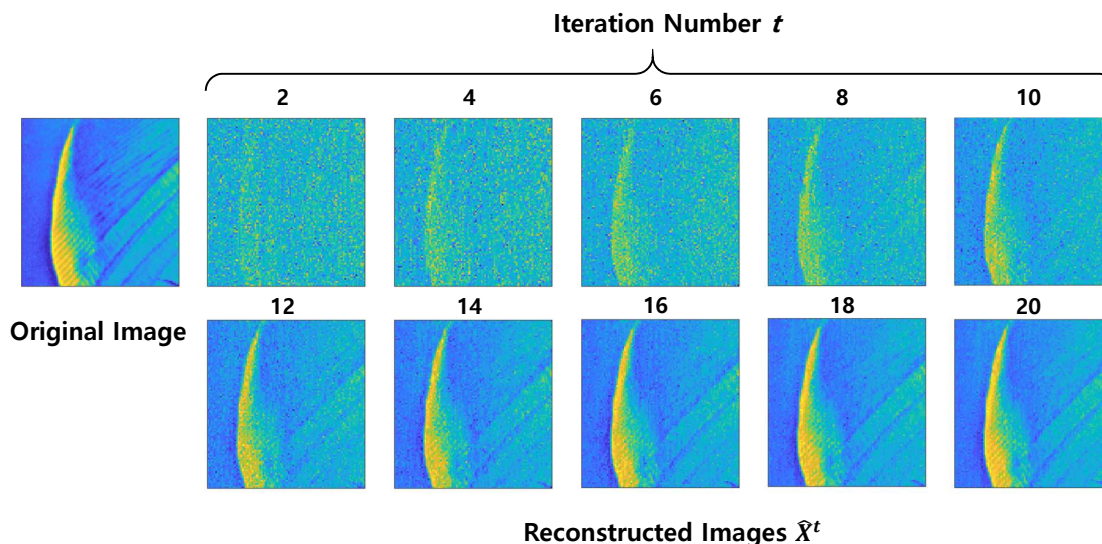 Iteration Number t
2 4 6 8 10
Original Image
12 14 16 18 20
Reconstructed Images X̂ᵗ